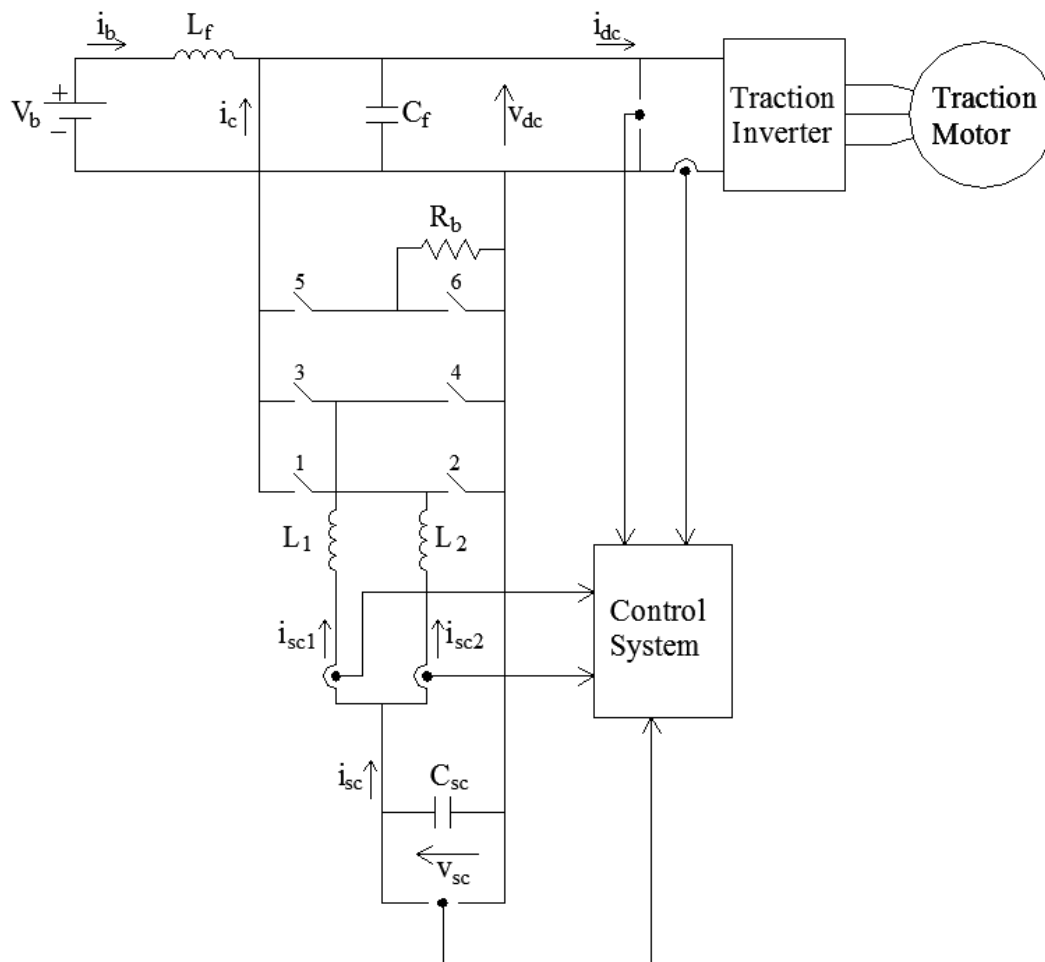 i_b
L_f
i_dc
V_b
+
−
i_c
C_f
v_dc
Traction
Inverter
Traction
Motor
R_b
5
6
3
4
1
2
L_1
L_2
i_sc1
i_sc2
Control
System
i_sc
C_sc
v_sc